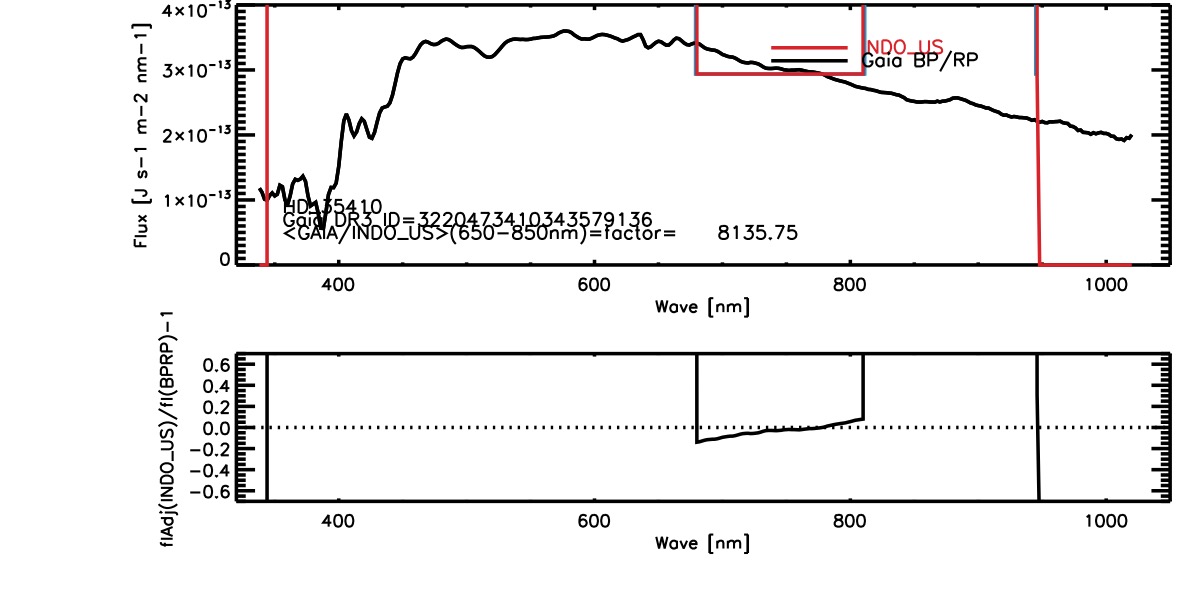 4×10⁻¹³
3×10⁻¹³
2×10⁻¹³
1×10⁻¹³
0
Flux [J s−1 m−2 nm−1]
INDO_US
Gaia BP/RP
HD_35410
Gaia DR3 ID=3220473410343579136
<GAIA/INDO_US>(650−850nm)=factor= 8135.75
400 600 800 1000
Wave [nm]
flAdj(INDO_US)/fl(BPRP)−1
0.6
0.4
0.2
0.0
−0.2
−0.4
−0.6
400 600 800 1000
Wave [nm]